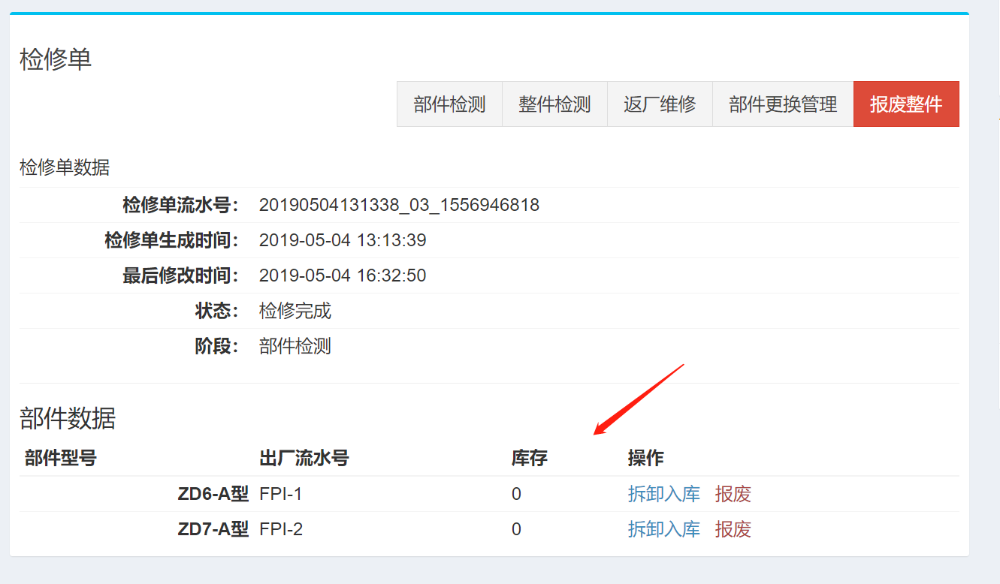 检修单
部件检测 整件检测 返厂维修 部件更换管理 报废整件
检修单数据
检修单流水号： 20190504131338_03_1556946818
检修单生成时间： 2019-05-04 13:13:39
最后修改时间： 2019-05-04 16:32:50
状态： 检修完成
阶段： 部件检测
部件数据
部件型号 出厂流水号 库存 操作
ZD6-A型 FPI-1 0 拆卸入库 报废
ZD7-A型 FPI-2 0 拆卸入库 报废